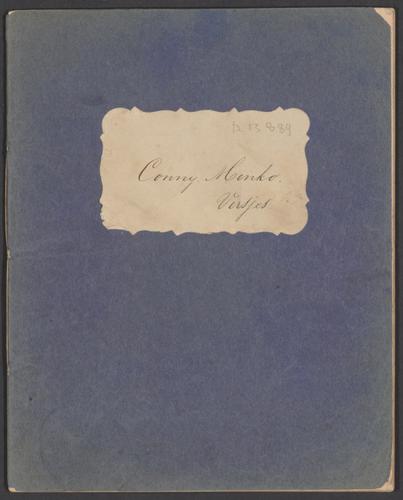 R 13 889
Conny Menko.
Versjes